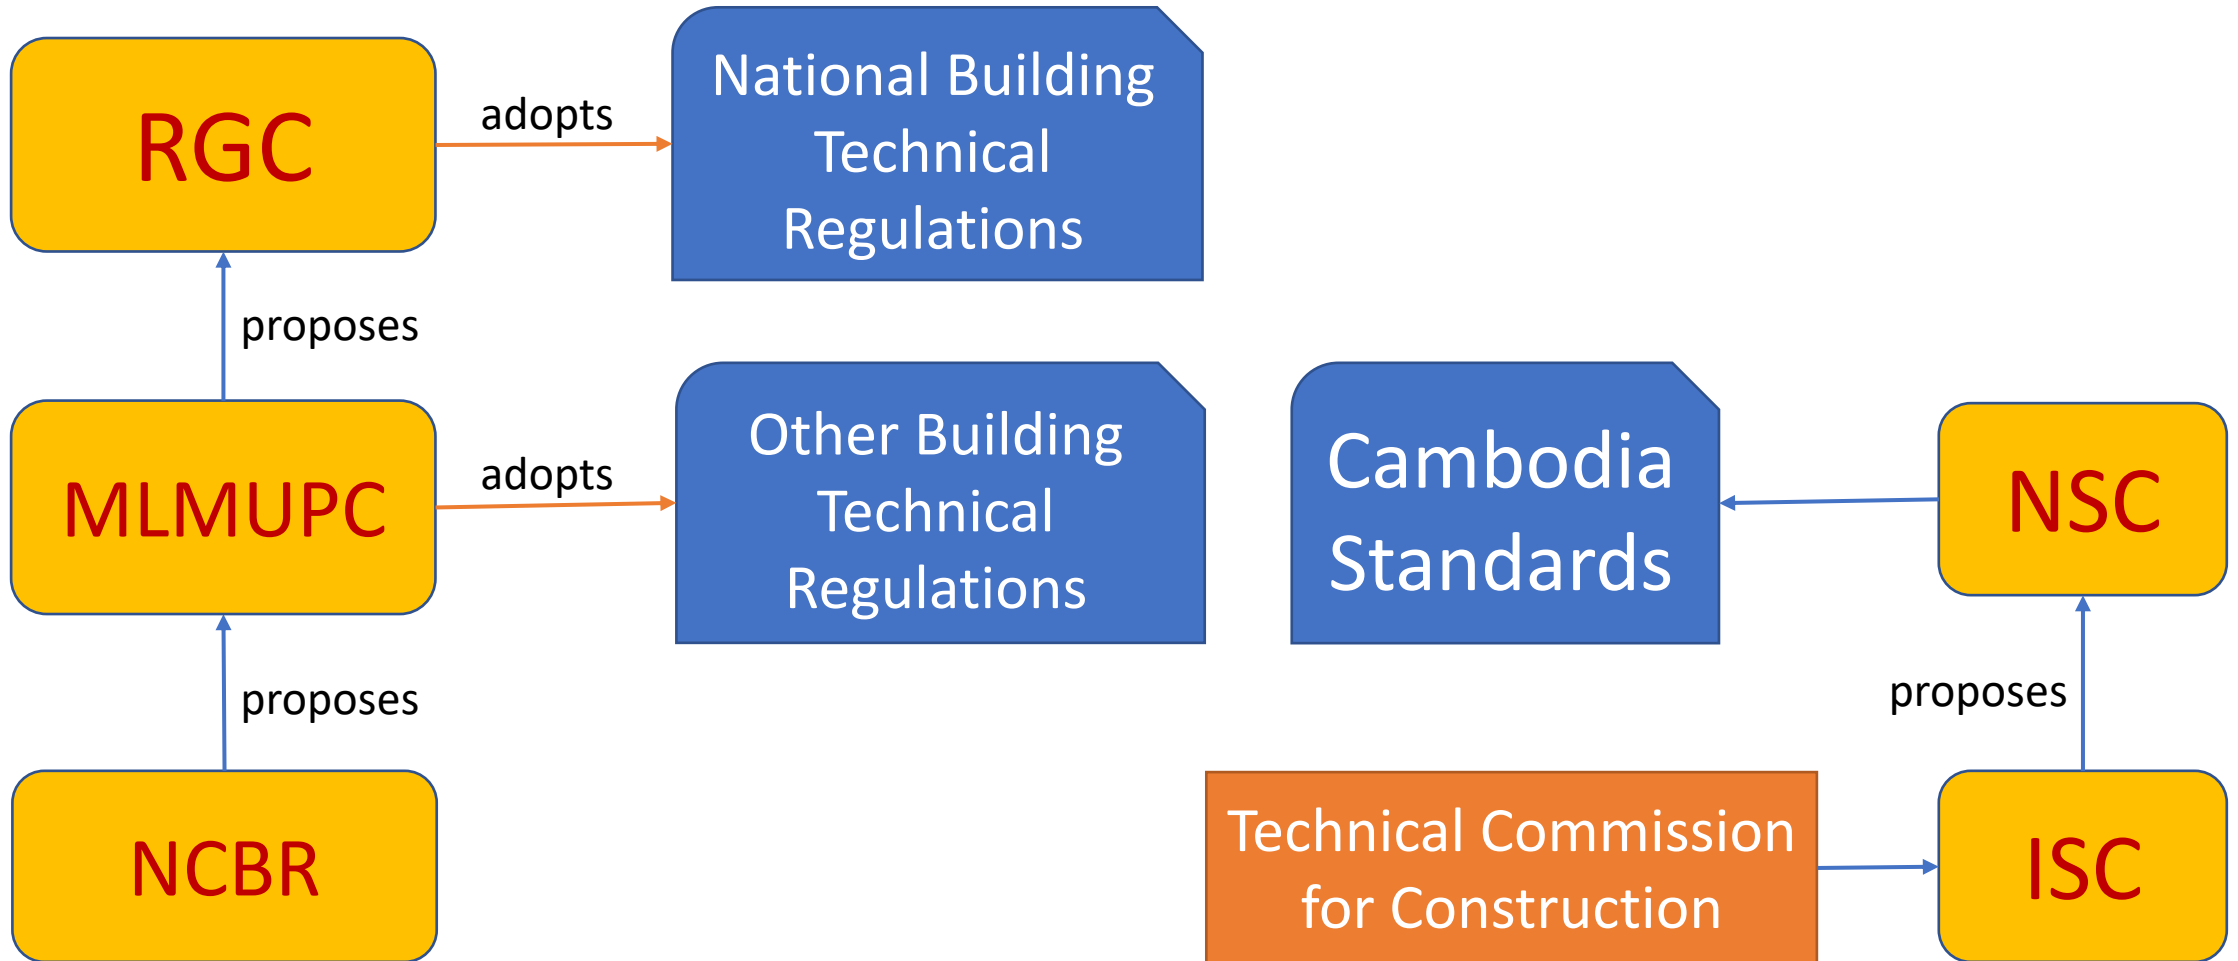 RGC
adopts
National Building
Technical
Regulations
proposes
MLMUPC
adopts
Other Building
Technical
Regulations
Cambodia
Standards
NSC
proposes
proposes
NCBR
Technical Commission
for Construction
ISC